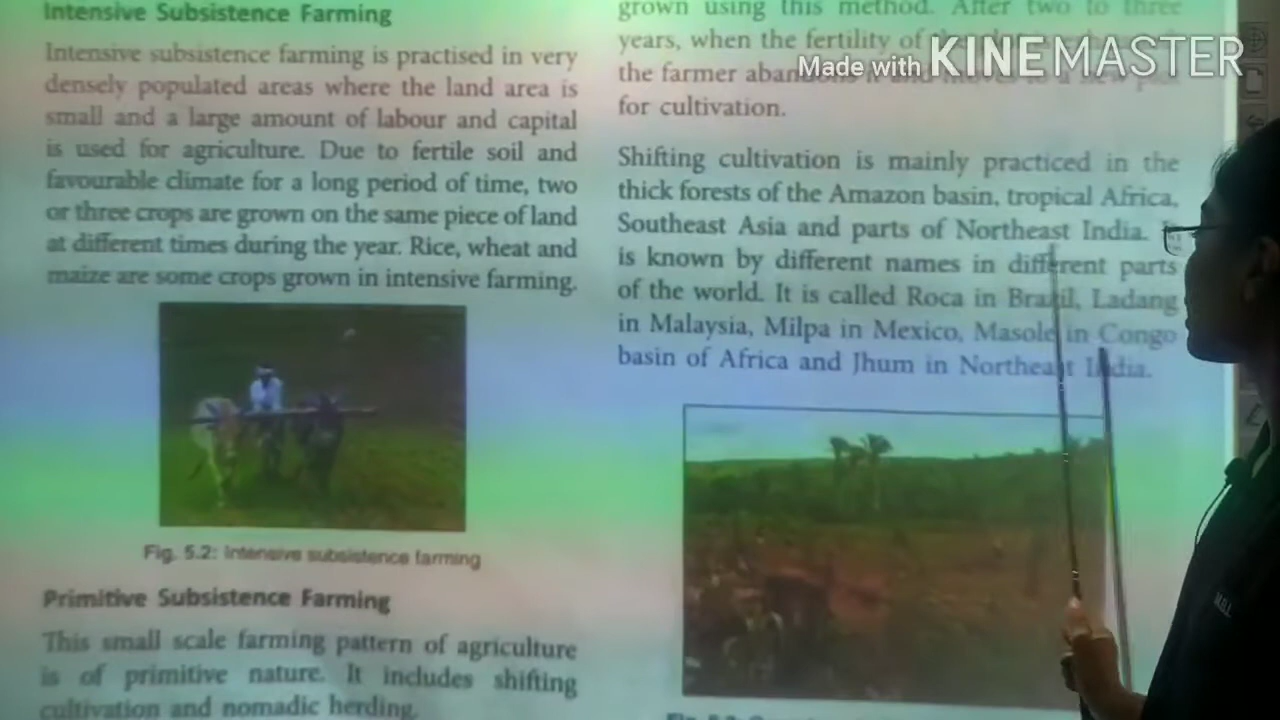 Intensive Subsistence Farming
Intensive subsistence farming is practised in very
densely populated areas where the land area is
small and a large amount of labour and capital
is used for agriculture. Due to fertile soil and
favourable climate for a long period of time, two
or three crops are grown on the same piece of land
at different times during the year. Rice, wheat and
maize are some crops grown in intensive farming.
Fig. 5.2: Intensive subsistence farming
Primitive Subsistence Farming
This small scale farming pattern of agriculture
is of primitive nature. It includes shifting
cultivation and nomadic herding.
grown using this method. After two to three
years, when the fertility of
the farmer
for cultivation.
Shifting cultivation is mainly practiced in the
thick forests of the Amazon basin, tropical Africa,
Southeast Asia and parts of Northeast India. It
is known by different names in different parts
of the world. It is called Roca in Brazil, Ladang
in Malaysia, Milpa in Mexico, Masole in Congo
basin of Africa and Jhum in Northeast India.
Made with KINEMASTER